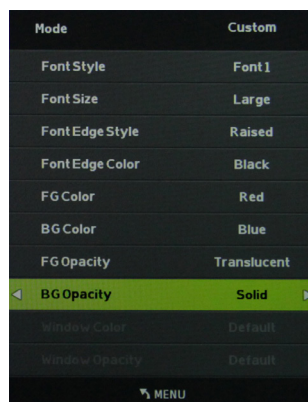 Mode Custom
Font Style Font1
Font Size Large
Font Edge Style Raised
Font Edge Color Black
FG Color Red
BG Color Blue
FG Opacity Translucent
BG Opacity Solid
Window Color Default
Window Opacity Default
MENU